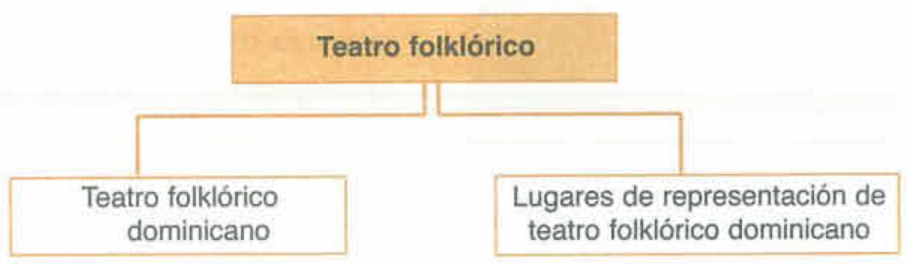 Teatro folklórico
Teatro folklórico
dominicano
Lugares de representación de
teatro folklórico dominicano